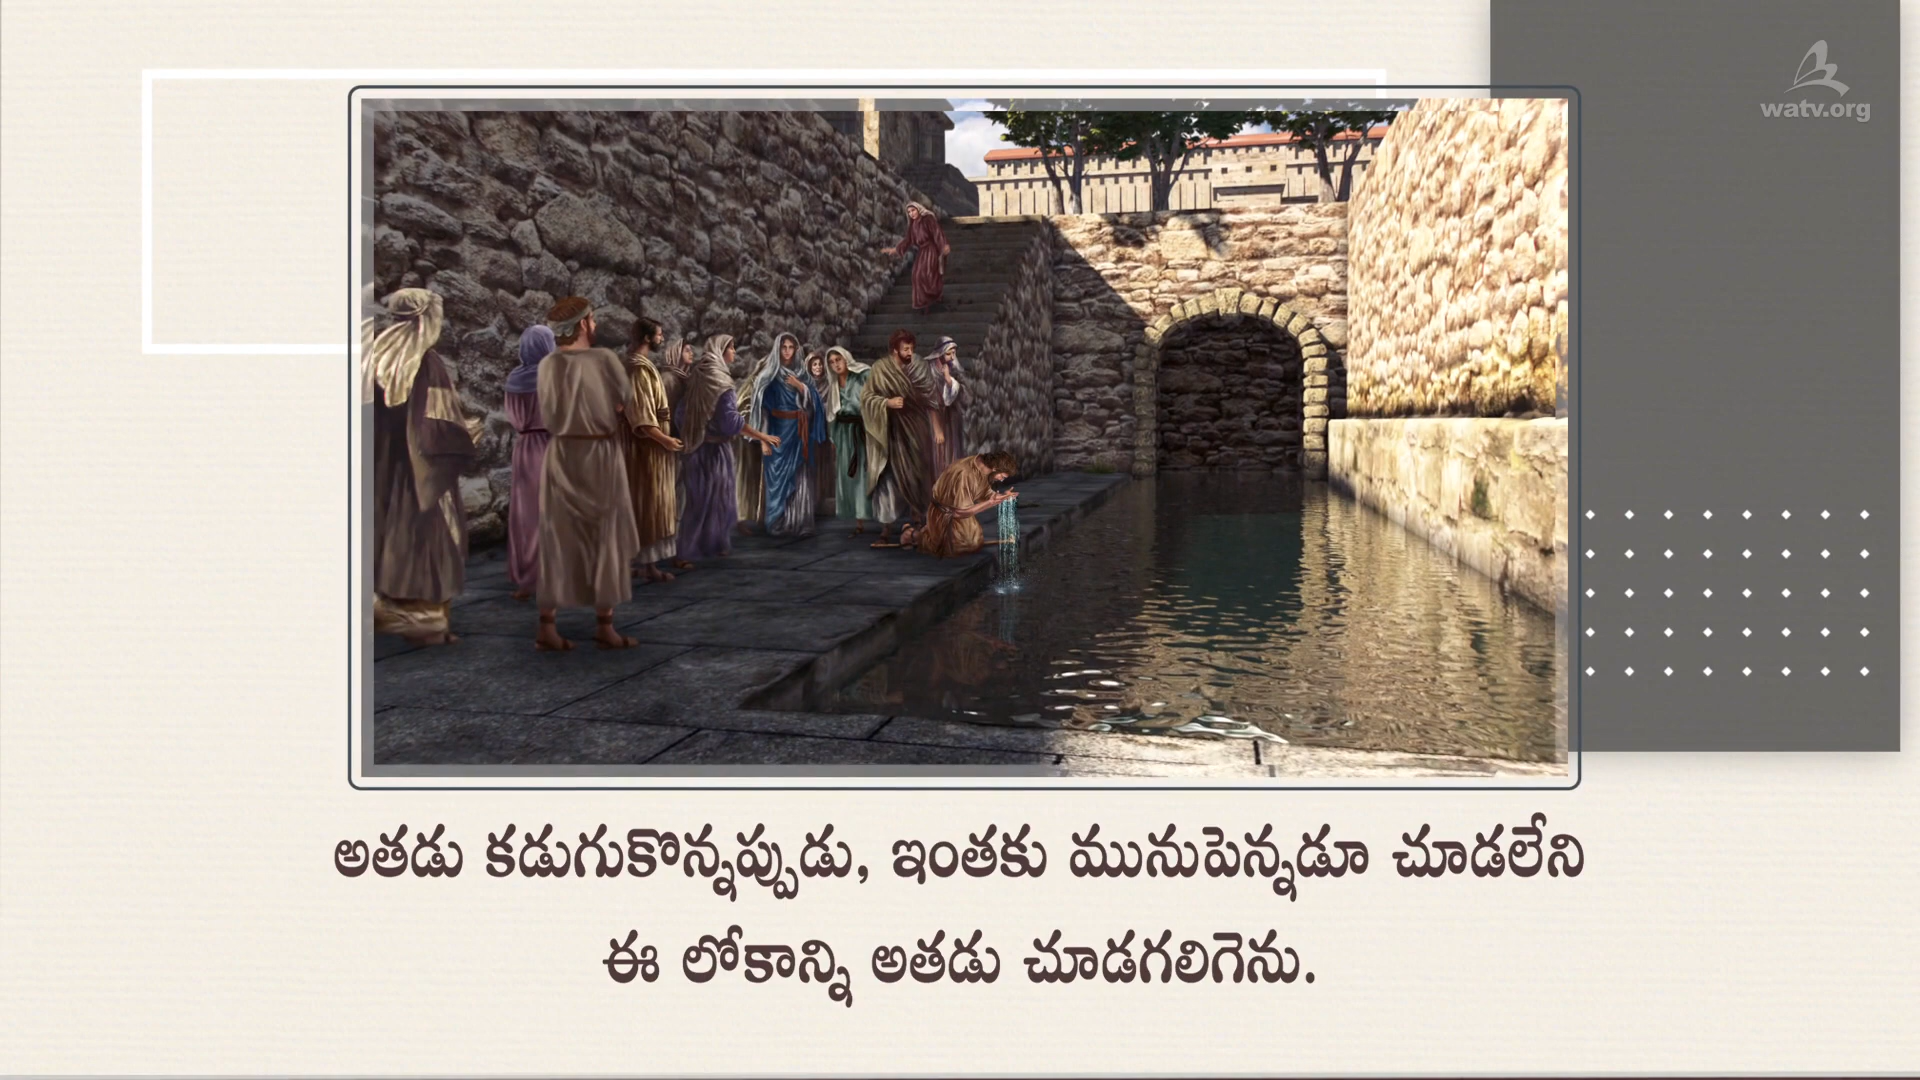 watv.org
అతడు కడుగుకొన్నప్పుడు, ఇంతకు మునుపెన్నడూ చూడలేని
ఈ లోకాన్ని అతడు చూడగలిగెను.